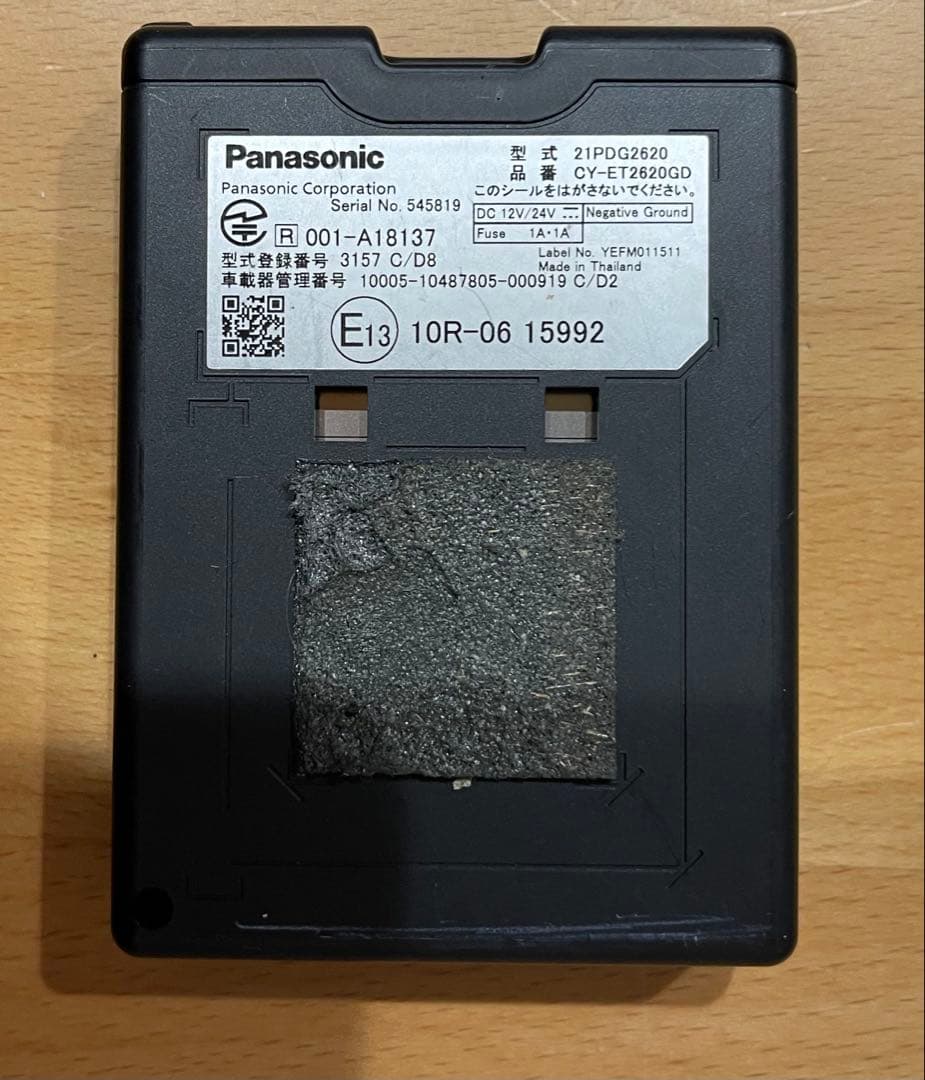 Panasonic
型式 21PDG2620
品番 CY-ET2620GD
Panasonic Corporation
このシールをはがさないでください。
Serial No. 545819
DC 12V/24V Negative Ground
Fuse 1A・1A
R 001-A18137
Label No. YEFM011511
型式登録番号 3157 C/D8
Made in Thailand
車載器管理番号 10005-10487805-000919 C/D2
E13 10R-06 15992